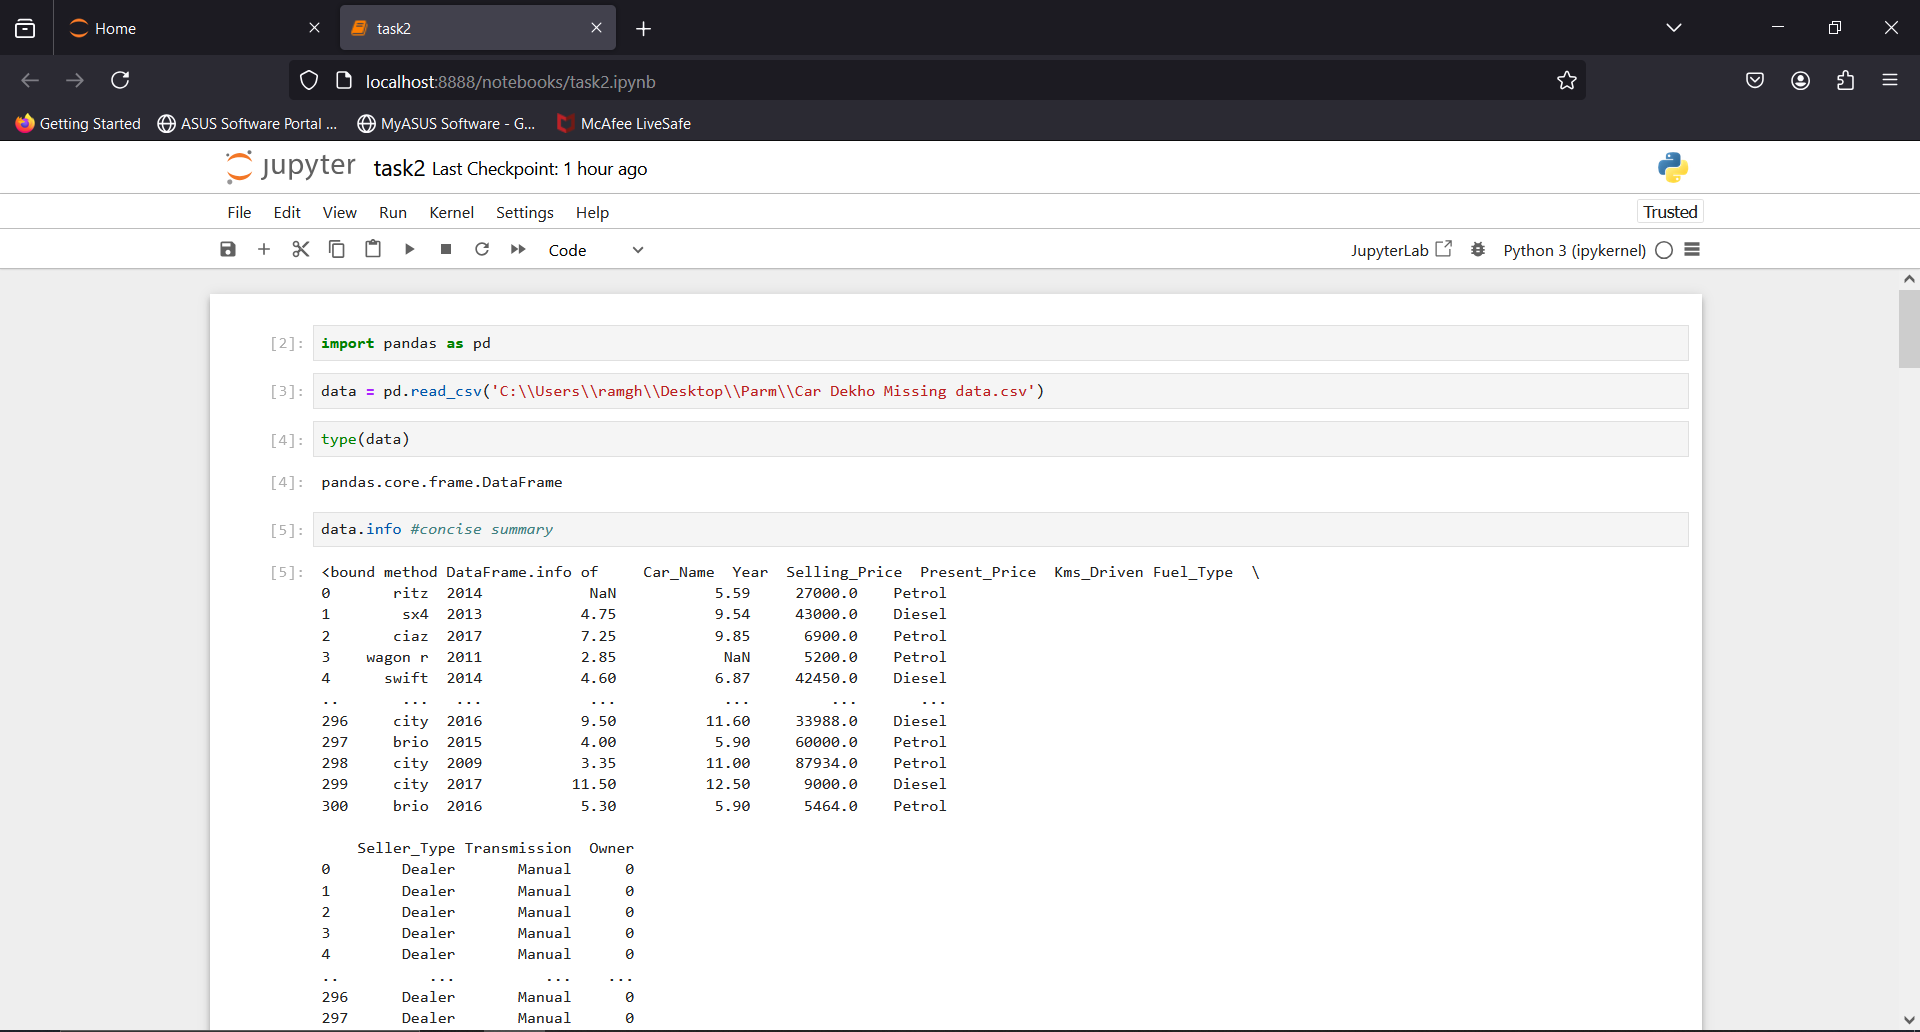 Home
task2
localhost:8888/notebooks/task2.ipynb
Getting Started ASUS Software Portal ... MyASUS Software - G... McAfee LiveSafe
jupyter task2 Last Checkpoint: 1 hour ago
File Edit View Run Kernel Settings Help Trusted
Code JupyterLab Python 3 (ipykernel)
[2]: import pandas as pd
[3]: data = pd.read_csv('C:\\Users\\ramgh\\Desktop\\Parm\\Car Dekho Missing data.csv')
[4]: type(data)
[4]: pandas.core.frame.DataFrame
[5]: data.info #concise summary
[5]: <bound method DataFrame.info of     Car_Name  Year  Selling_Price  Present_Price  Kms_Driven Fuel_Type  \
0       ritz  2014            NaN           5.59     27000.0    Petrol
1        sx4  2013           4.75           9.54     43000.0    Diesel
2       ciaz  2017           7.25           9.85      6900.0    Petrol
3    wagon r  2011           2.85            NaN      5200.0    Petrol
4      swift  2014           4.60           6.87     42450.0    Diesel
..       ...   ...            ...            ...         ...       ...
296     city  2016           9.50          11.60     33988.0    Diesel
297     brio  2015           4.00           5.90     60000.0    Petrol
298     city  2009           3.35          11.00     87934.0    Petrol
299     city  2017          11.50          12.50      9000.0    Diesel
300     brio  2016           5.30           5.90      5464.0    Petrol
Seller_Type Transmission  Owner
0        Dealer       Manual      0
1        Dealer       Manual      0
2        Dealer       Manual      0
3        Dealer       Manual      0
4        Dealer       Manual      0
..          ...          ...    ...
296      Dealer       Manual      0
297      Dealer       Manual      0